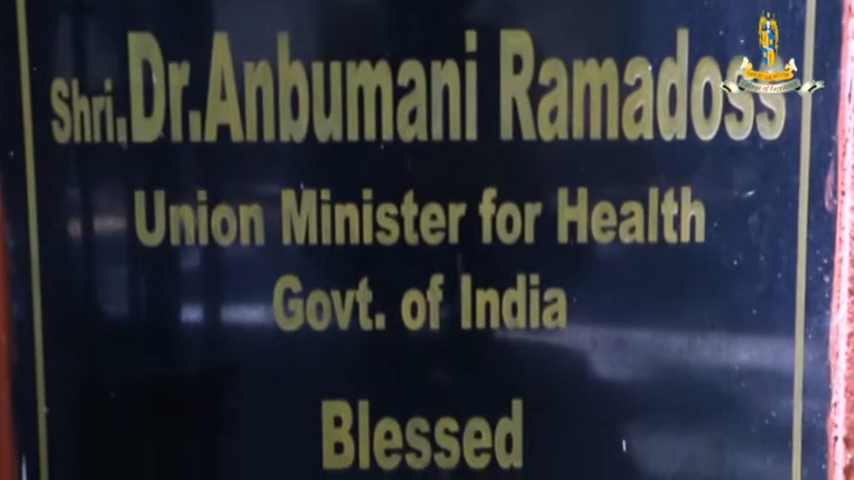 Shri.Dr.Anbumani Ramadoss
Union Minister for Health
Govt. of India
Blessed